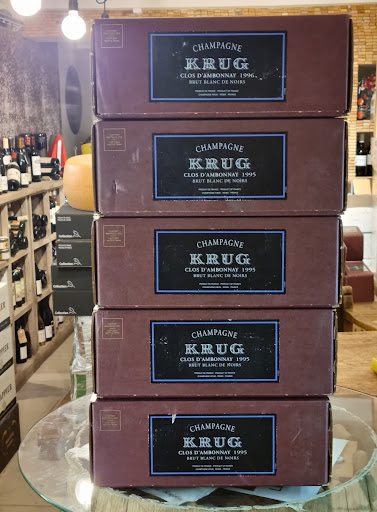 CHAMPAGNE
KRUG
CLOS D'AMBONNAY 1996
BRUT BLANC DE NOIRS
CHAMPAGNE
KRUG
CLOS D'AMBONNAY 1995
BRUT BLANC DE NOIRS
CHAMPAGNE
KRUG
CLOS D'AMBONNAY 1995
BRUT BLANC DE NOIRS
CHAMPAGNE
KRUG
CLOS D'AMBONNAY 1995
BRUT BLANC DE NOIRS
CHAMPAGNE
KRUG
CLOS D'AMBONNAY 1995
BRUT BLANC DE NOIRS
Collection